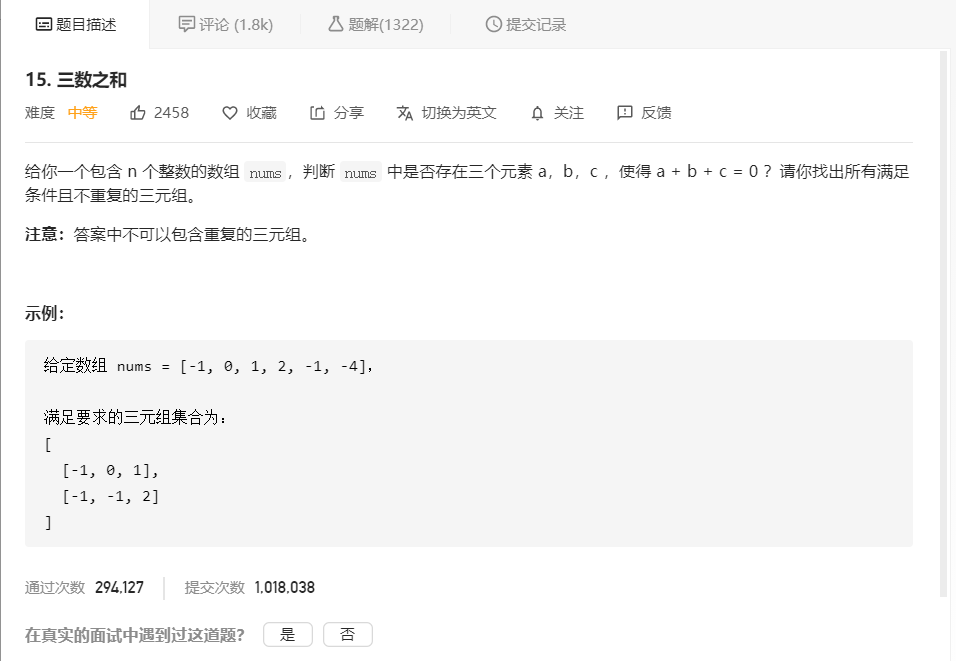 题目描述 评论 (1.8k) 题解(1322) 提交记录
15. 三数之和
难度 中等 2458 收藏 分享 切换为英文 关注 反馈
给你一个包含 n 个整数的数组 nums，判断 nums 中是否存在三个元素 a，b，c ，使得 a + b + c = 0 ？请你找出所有满足
条件且不重复的三元组。
注意：答案中不可以包含重复的三元组。
示例：
给定数组 nums = [-1, 0, 1, 2, -1, -4]，
满足要求的三元组集合为：
[
[-1, 0, 1],
[-1, -1, 2]
]
通过次数 294,127 提交次数 1,018,038
在真实的面试中遇到过这道题? 是 否